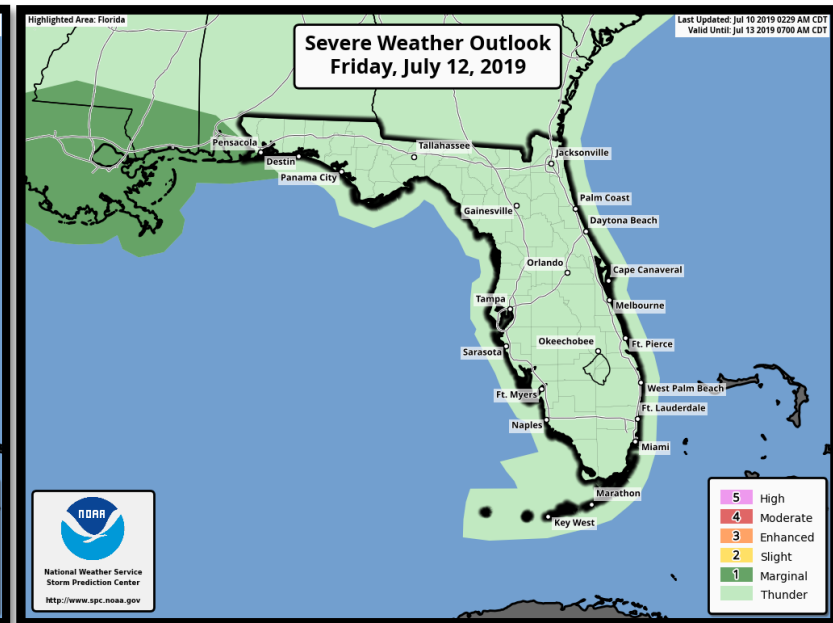 Highlighted Area: Florida
Last Updated: Jul 10 2019 0229 AM CDT
Valid Until: Jul 13 2019 0700 AM CDT
Severe Weather Outlook
Friday, July 12, 2019
Pensacola
Tallahassee
Jacksonville
Destin
Panama City
Palm Coast
Gainesville
Daytona Beach
Orlando
Cape Canaveral
Tampa
Melbourne
Okeechobee
Ft. Pierce
Sarasota
West Palm Beach
Ft. Myers
Ft. Lauderdale
Naples
Miami
Marathon
Key West
NOAA
National Weather Service
Storm Prediction Center
http://www.spc.noaa.gov
5 High
4 Moderate
3 Enhanced
2 Slight
1 Marginal
Thunder